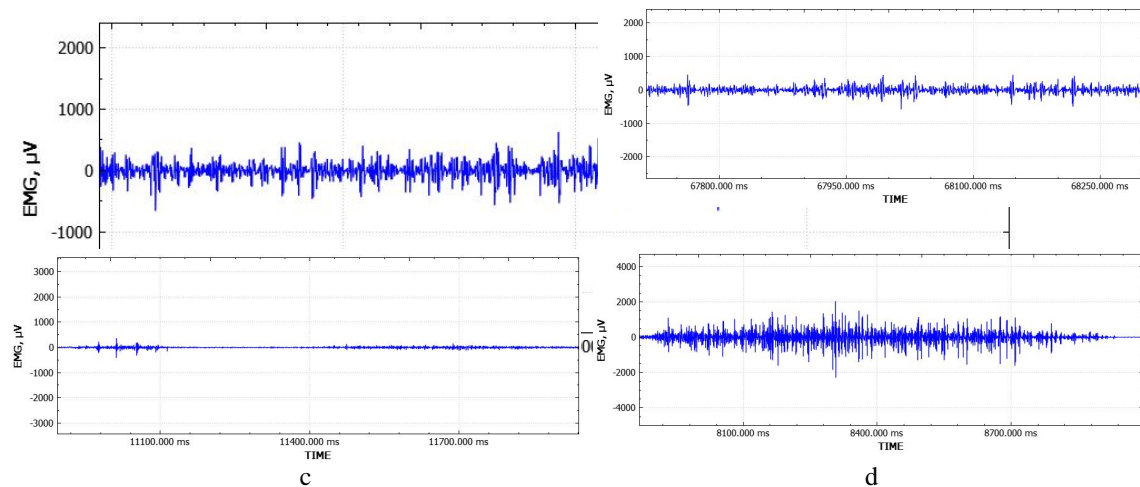 2000
1000
0
-1000
EMG, µV
2000
1000
0
-1000
-2000
EMG, µV
67800.000 ms
67950.000 ms
68100.000 ms
68250.000 ms
TIME
3000
2000
1000
0
-1000
-2000
-3000
EMG, µV
11100.000 ms
11400.000 ms
11700.000 ms
TIME
4000
2000
0
-2000
-4000
EMG, µV
8100.000 ms
8400.000 ms
8700.000 ms
TIME
c
d